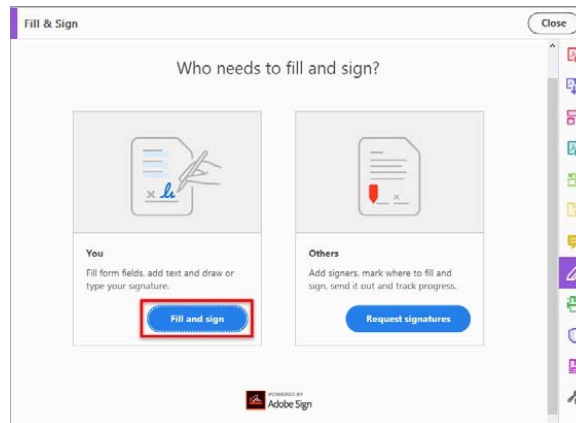 Fill & Sign
Close
Who needs to fill and sign?
You
Fill form fields, add text and draw or
type your signature.
Fill and sign
Others
Add signers, mark where to fill and
sign, send it out and track progress.
Request signatures
POWERED BY
Adobe Sign